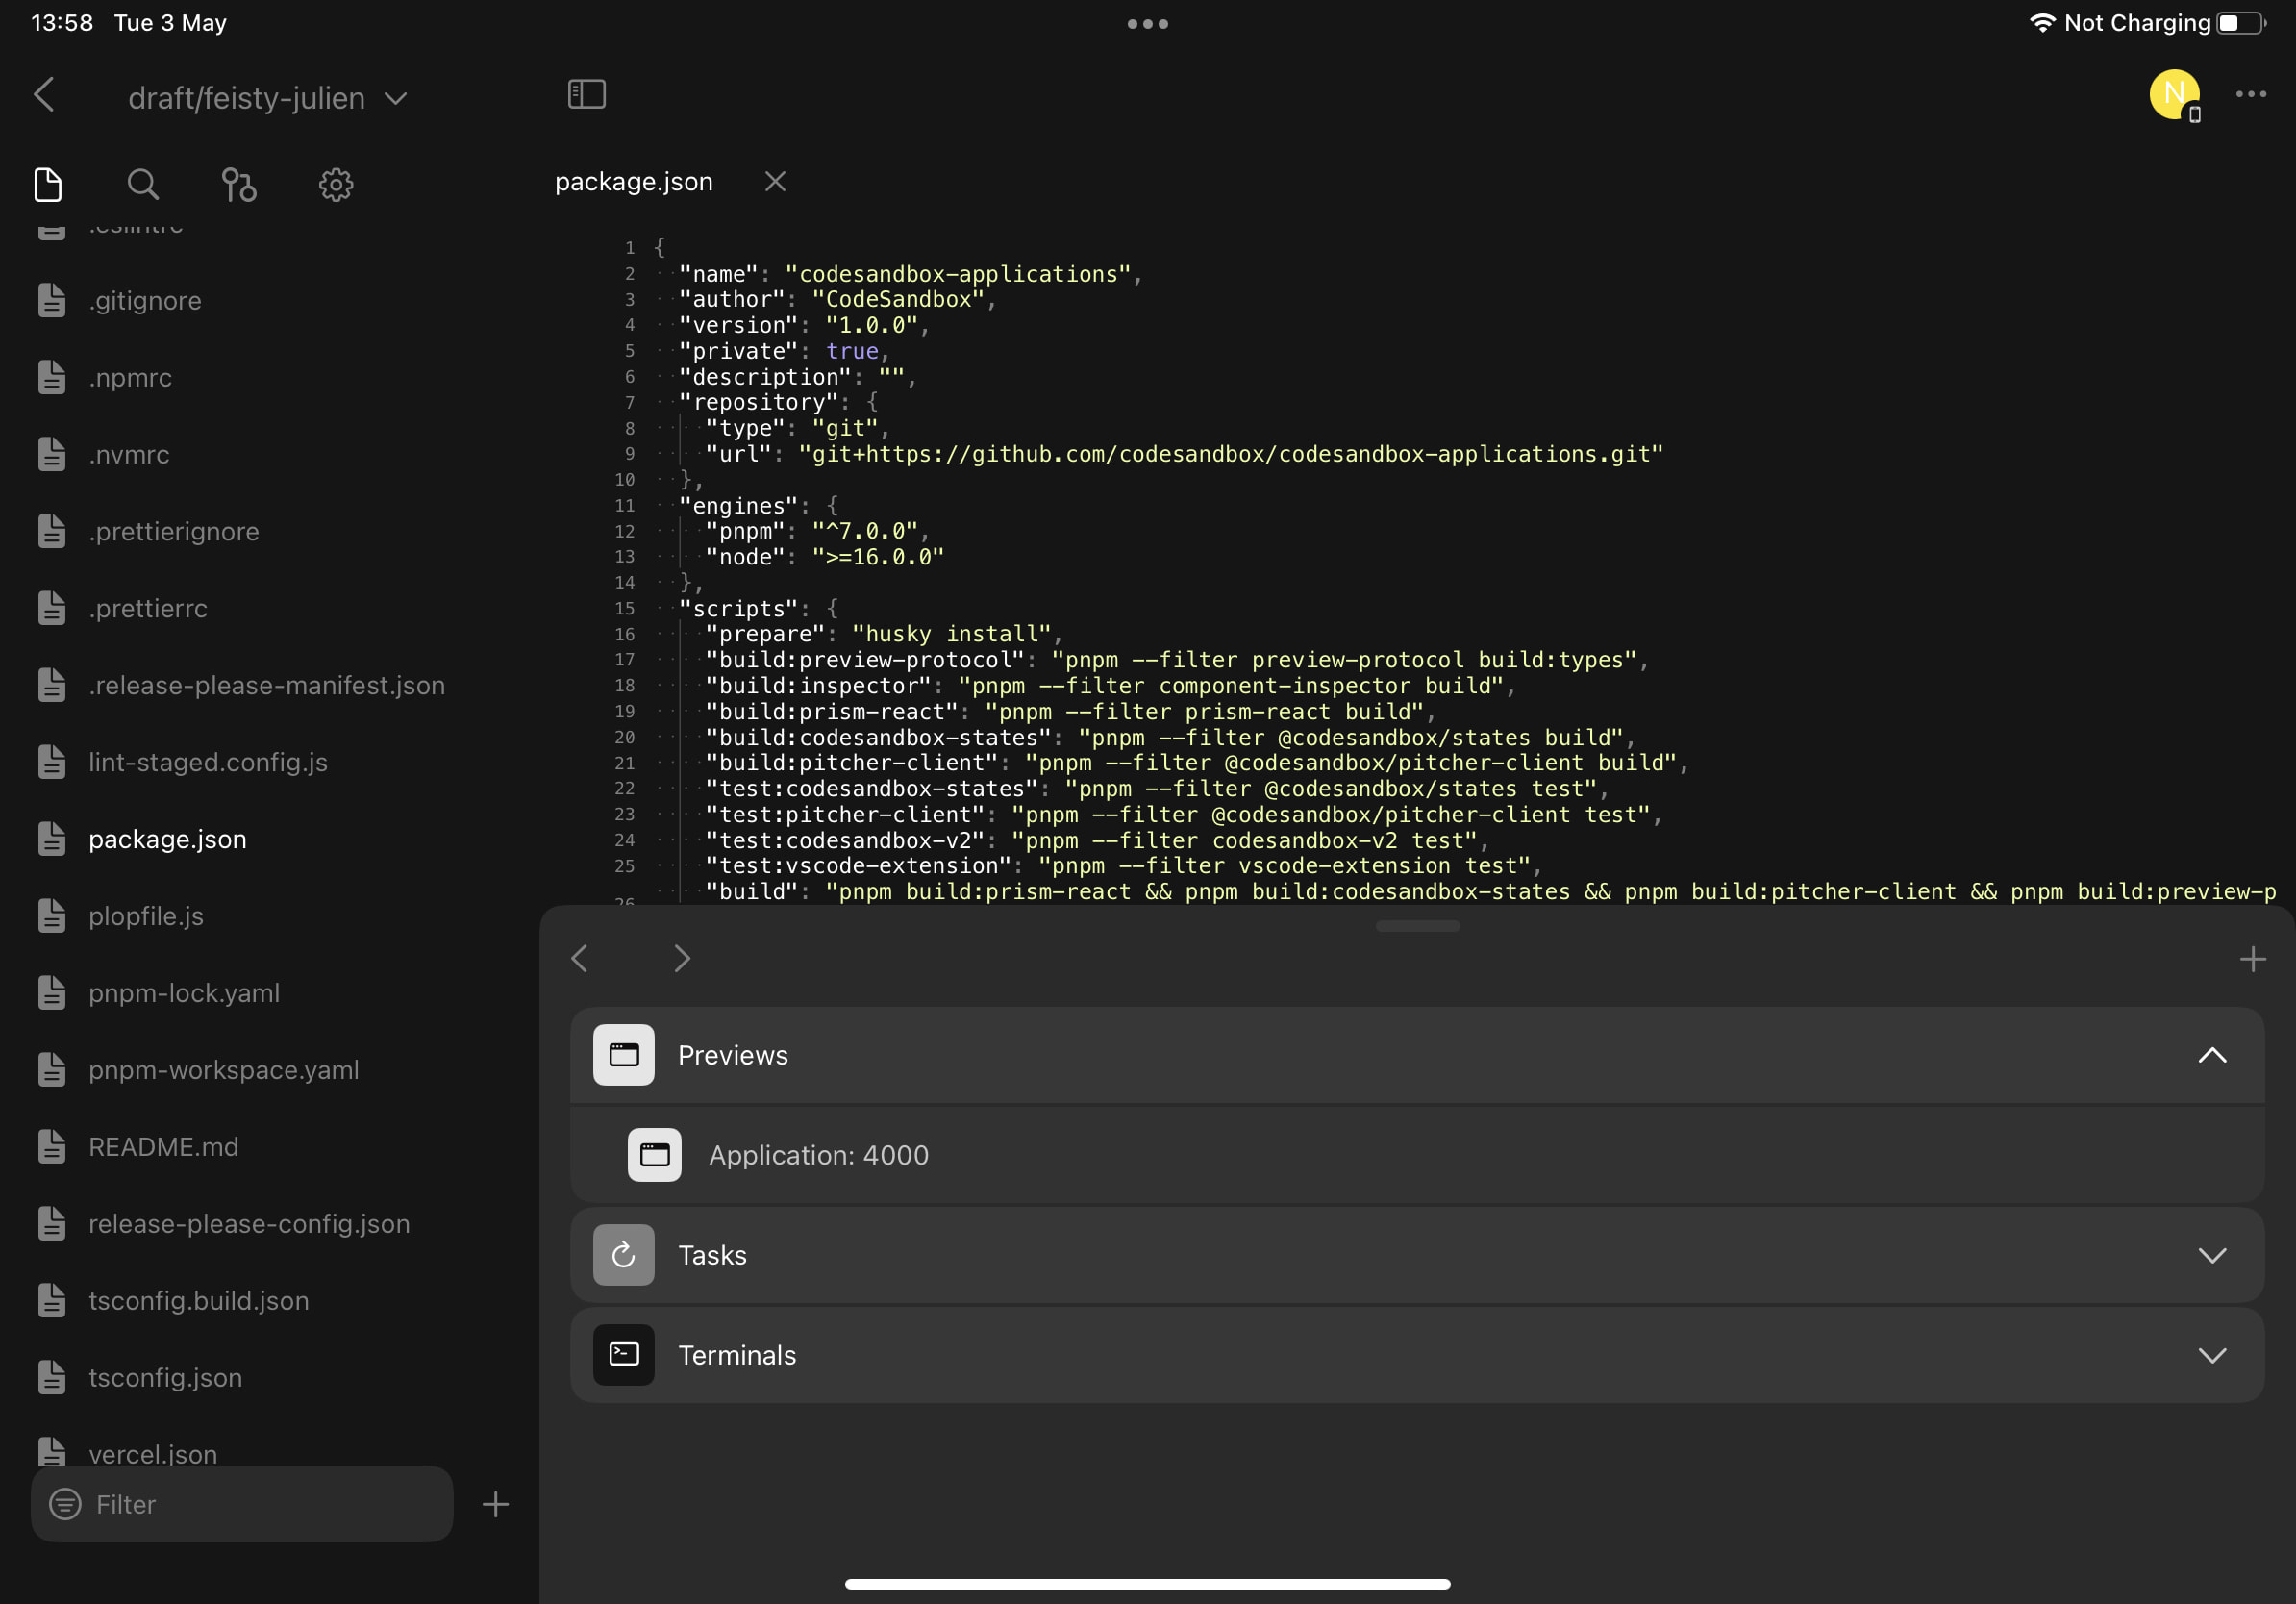 13:58 Tue 3 May
Not Charging
draft/feisty-julien
N
.eslintrc
.gitignore
.npmrc
.nvmrc
.prettierignore
.prettierrc
.release-please-manifest.json
lint-staged.config.js
package.json
plopfile.js
pnpm-lock.yaml
pnpm-workspace.yaml
README.md
release-please-config.json
tsconfig.build.json
tsconfig.json
vercel.json
Filter
package.json
1 {
2 "name": "codesandbox-applications",
3 "author": "CodeSandbox",
4 "version": "1.0.0",
5 "private": true,
6 "description": "",
7 "repository": {
8 "type": "git",
9 "url": "git+https://github.com/codesandbox/codesandbox-applications.git"
10 },
11 "engines": {
12 "pnpm": "^7.0.0",
13 "node": ">=16.0.0"
14 },
15 "scripts": {
16 "prepare": "husky install",
17 "build:preview-protocol": "pnpm --filter preview-protocol build:types",
18 "build:inspector": "pnpm --filter component-inspector build",
19 "build:prism-react": "pnpm --filter prism-react build",
20 "build:codesandbox-states": "pnpm --filter @codesandbox/states build",
21 "build:pitcher-client": "pnpm --filter @codesandbox/pitcher-client build",
22 "test:codesandbox-states": "pnpm --filter @codesandbox/states test",
23 "test:pitcher-client": "pnpm --filter @codesandbox/pitcher-client test",
24 "test:codesandbox-v2": "pnpm --filter codesandbox-v2 test",
25 "test:vscode-extension": "pnpm --filter vscode-extension test",
26 "build": "pnpm build:prism-react && pnpm build:codesandbox-states && pnpm build:pitcher-client && pnpm build:preview-p
Previews
Application: 4000
Tasks
Terminals